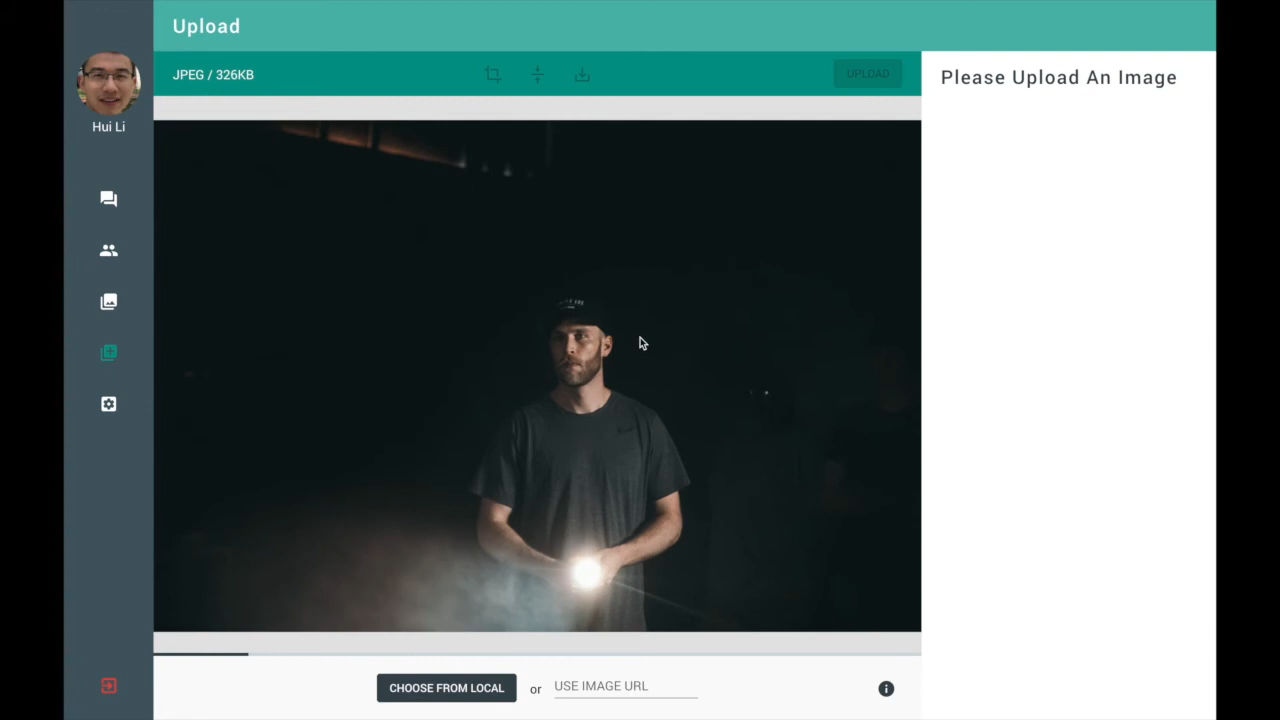 Upload
JPEG / 326KB
UPLOAD
Please Upload An Image
Hui Li
CHOOSE FROM LOCAL or USE IMAGE URL